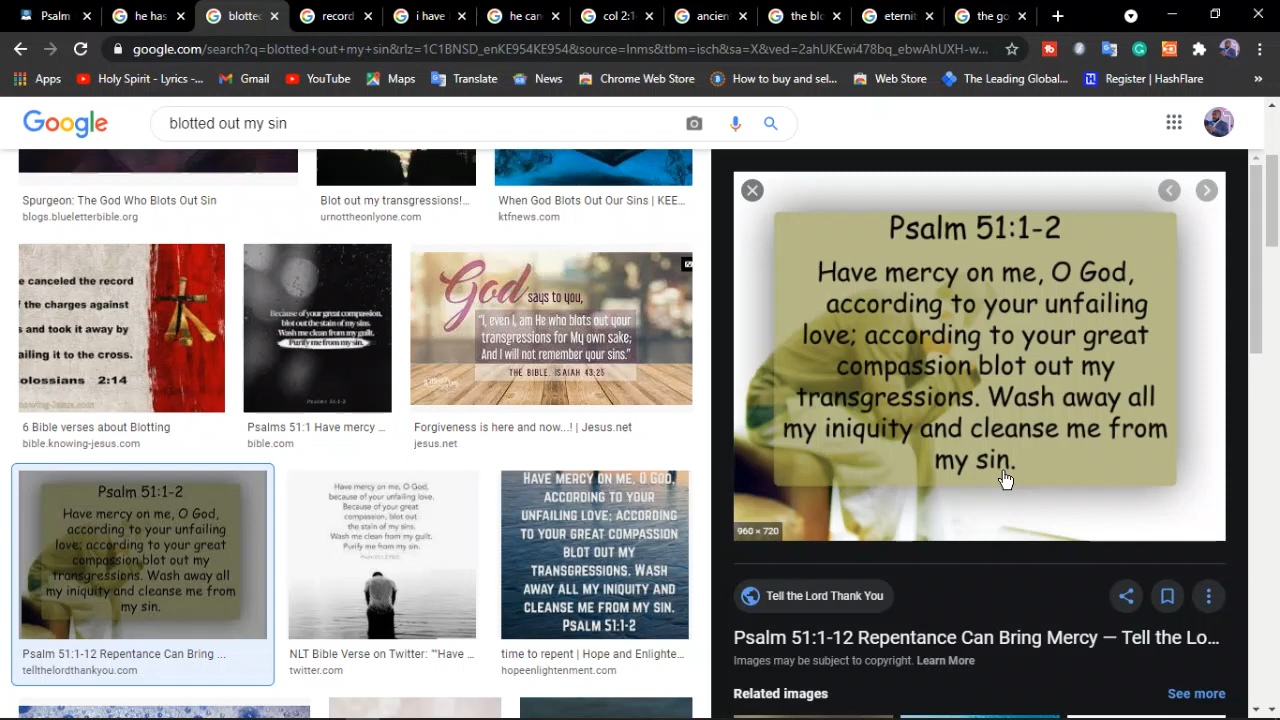 Psalm
he has
blotted
record
i have
he can
col 2:1-
ancien
the blo
eternit
the go
google.com/search?q=blotted+out+my+sin&rlz=1C1BNSD_enKE954KE954&source=lnms&tbm=isch&sa=X&ved=2ahUKEwi478bq_ebwAhUXH-w...
Apps
Holy Spirit - Lyrics -...
Gmail
YouTube
Maps
Translate
News
Chrome Web Store
How to Record sel...
Web Store
The Leading Global...
Register | HashFlare
»
Google
blotted out my sin
Spurgeon: The God Who Blots Out Sin
blogs.blueletterbible.org
Blot out my transgressions!...
urnottheonlyone.com
When God Blots Out Our Sins | KEE...
ktfnews.com
e canceled the record
f the charges against
s and took it away by
ailing it to the cross.
olossians 2:14
6 Bible verses about Blotting
bible.knowing-jesus.com
Because of your great compassion,
blot out the stain of my sins.
Wash me clean from my guilt.
Purify me from my sin.
Psalms 51:1-2
Psalms 51:1 Have mercy ...
bible.com
God says to you,
"I, even I, am He who blots out your
transgressions for My own sake;
And I will not remember your sins."
THE BIBLE. ISAIAH 43:25
Forgiveness is here and now...! | Jesus.net
jesus.net
Psalm 51:1-2
Have mercy on me, O God,
according to your unfailing
love; according to your great
compassion blot out my
transgressions. Wash away all
my iniquity and cleanse me from
my sin.
Psalm 51:1-12 Repentance Can Bring ...
tellthelordthankyou.com
Have mercy on me, O God,
because of your unfailing love.
Because of your great
compassion, blot out
the stain of my sins.
Wash me clean from my guilt.
Purify me from my sin.
NLT Bible Verse on Twitter: "'Have ...
twitter.com
HAVE MERCY ON ME, O GOD,
ACCORDING TO YOUR
UNFAILING LOVE; ACCORDING
TO YOUR GREAT COMPASSION
BLOT OUT MY
TRANSGRESSIONS. WASH
AWAY ALL MY INIQUITY AND
CLEANSE ME FROM MY SIN.
PSALM 51:1-2
time to repent | Hope and Enlighte...
hopeenlightenment.com
Psalm 51:1-2
Have mercy on me, O God,
according to your unfailing
love; according to your great
compassion blot out my
transgressions. Wash away all
my iniquity and cleanse me from
my sin.
960 × 720
Tell the Lord Thank You
Psalm 51:1-12 Repentance Can Bring Mercy — Tell the Lo...
Images may be subject to copyright. Learn More
Related images
See more